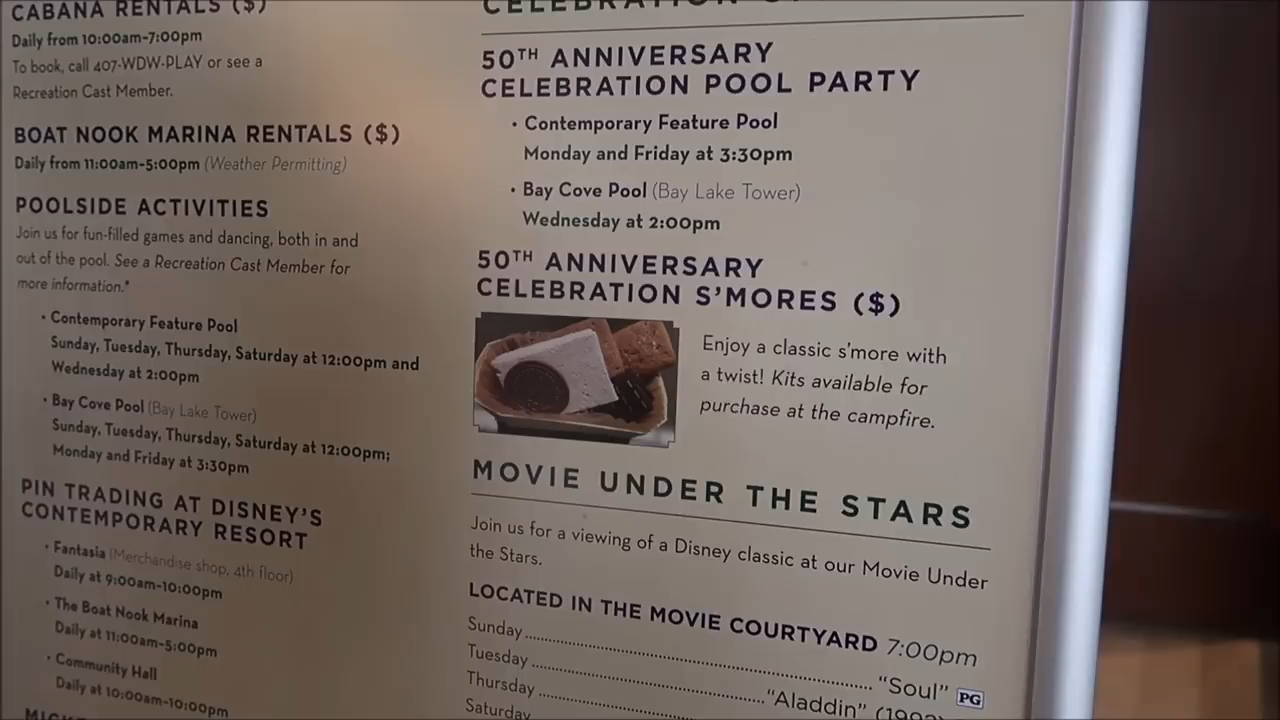 CABANA RENTALS ($)
Daily from 10:00am-7:00pm
To book, call 407-WDW-PLAY or see a
Recreation Cast Member.
BOAT NOOK MARINA RENTALS ($)
Daily from 11:00am-5:00pm (Weather Permitting)
POOLSIDE ACTIVITIES
Join us for fun-filled games and dancing, both in and
out of the pool. See a Recreation Cast Member for
more information.*
• Contemporary Feature Pool
Sunday, Tuesday, Thursday, Saturday at 12:00pm and
Wednesday at 2:00pm
• Bay Cove Pool (Bay Lake Tower)
Sunday, Tuesday, Thursday, Saturday at 12:00pm;
Monday and Friday at 3:30pm
PIN TRADING AT DISNEY'S
CONTEMPORARY RESORT
• Fantasia (Merchandise shop, 4th floor)
Daily at 9:00am-10:00pm
• The Boat Nook Marina
Daily at 11:00am-5:00pm
• Community Hall
Daily at 10:00am-10:00pm
CELEBRATION
50TH ANNIVERSARY
CELEBRATION POOL PARTY
• Contemporary Feature Pool
Monday and Friday at 3:30pm
• Bay Cove Pool (Bay Lake Tower)
Wednesday at 2:00pm
50TH ANNIVERSARY
CELEBRATION S'MORES ($)
Enjoy a classic s'more with
a twist! Kits available for
purchase at the campfire.
MOVIE UNDER THE STARS
Join us for a viewing of a Disney classic at our Movie Under
the Stars.
LOCATED IN THE MOVIE COURTYARD 7:00pm
Sunday "Soul" PG
Tuesday "Aladdin"
Thursday
Saturday